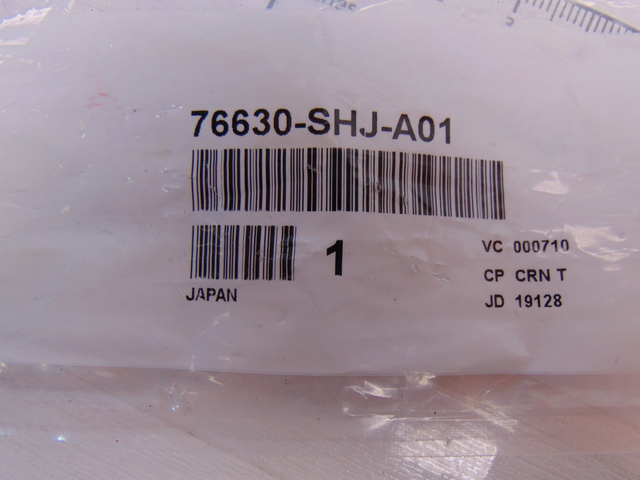 76630-SHJ-A01
1
JAPAN
VC 000710
CP CRN T
JD 19128